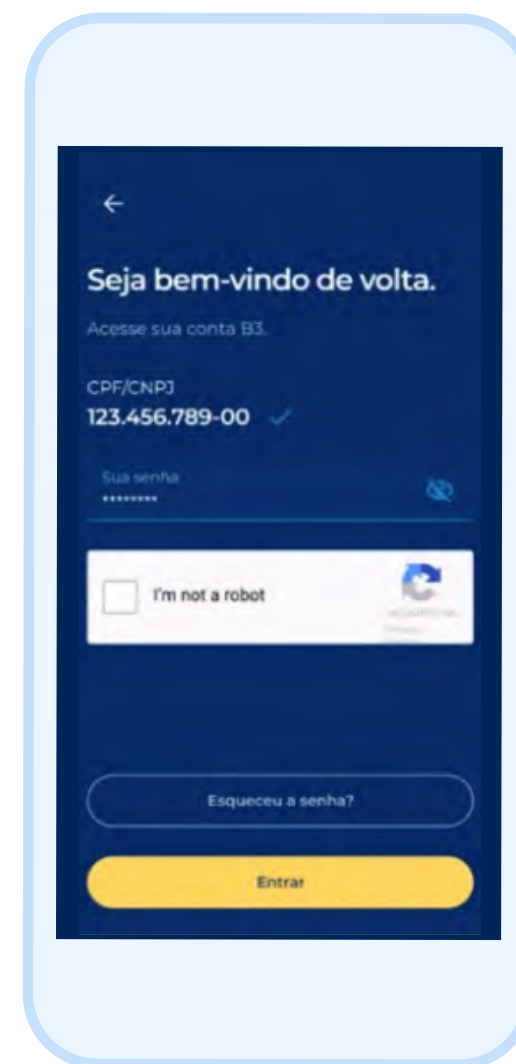 Seja bem-vindo de volta.
Acesse sua conta B3.
CPF/CNPJ
123.456.789-00
Sua senha
••••••••
I'm not a robot
Esqueceu a senha?
Entrar